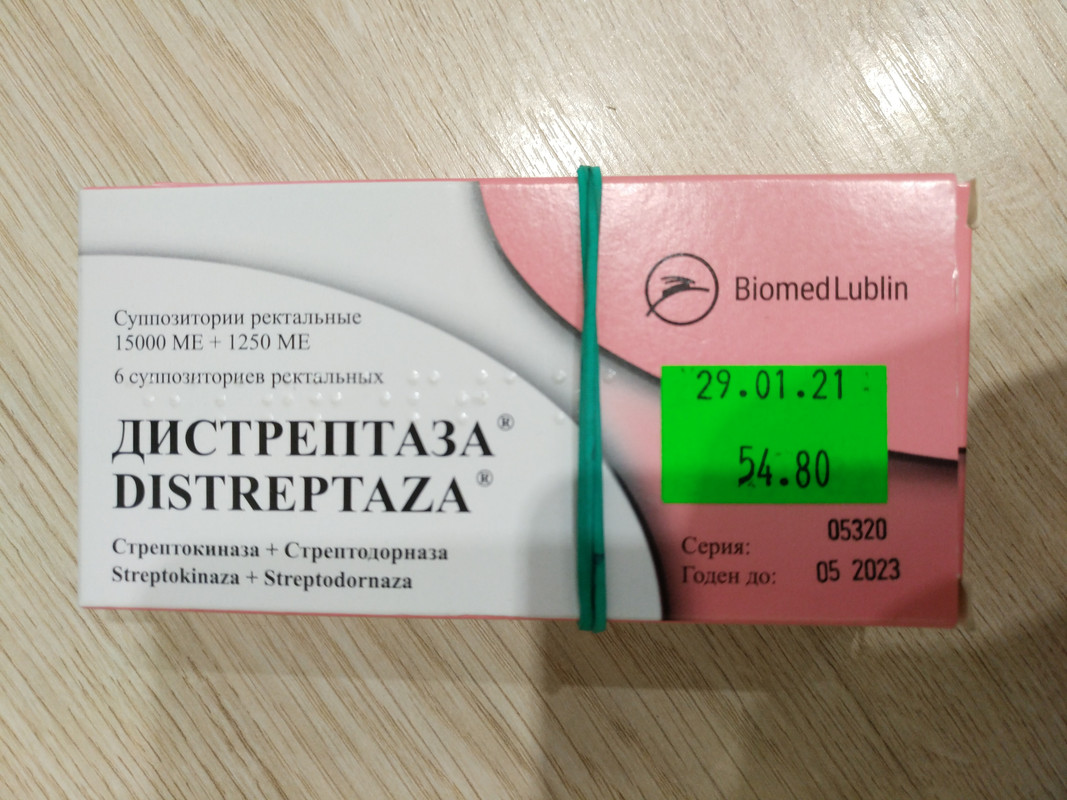 Суппозитории ректальные
15000 МЕ + 1250 МЕ
6 суппозиториев ректальных
ДИСТРЕПТАЗА®
DISTREPTAZA®
Стрептокиназа + Стрептодорназа
Streptokinaza + Streptodornaza
BiomedLublin
29.01.21
54.80
Серия: 05320
Годен до: 05 2023